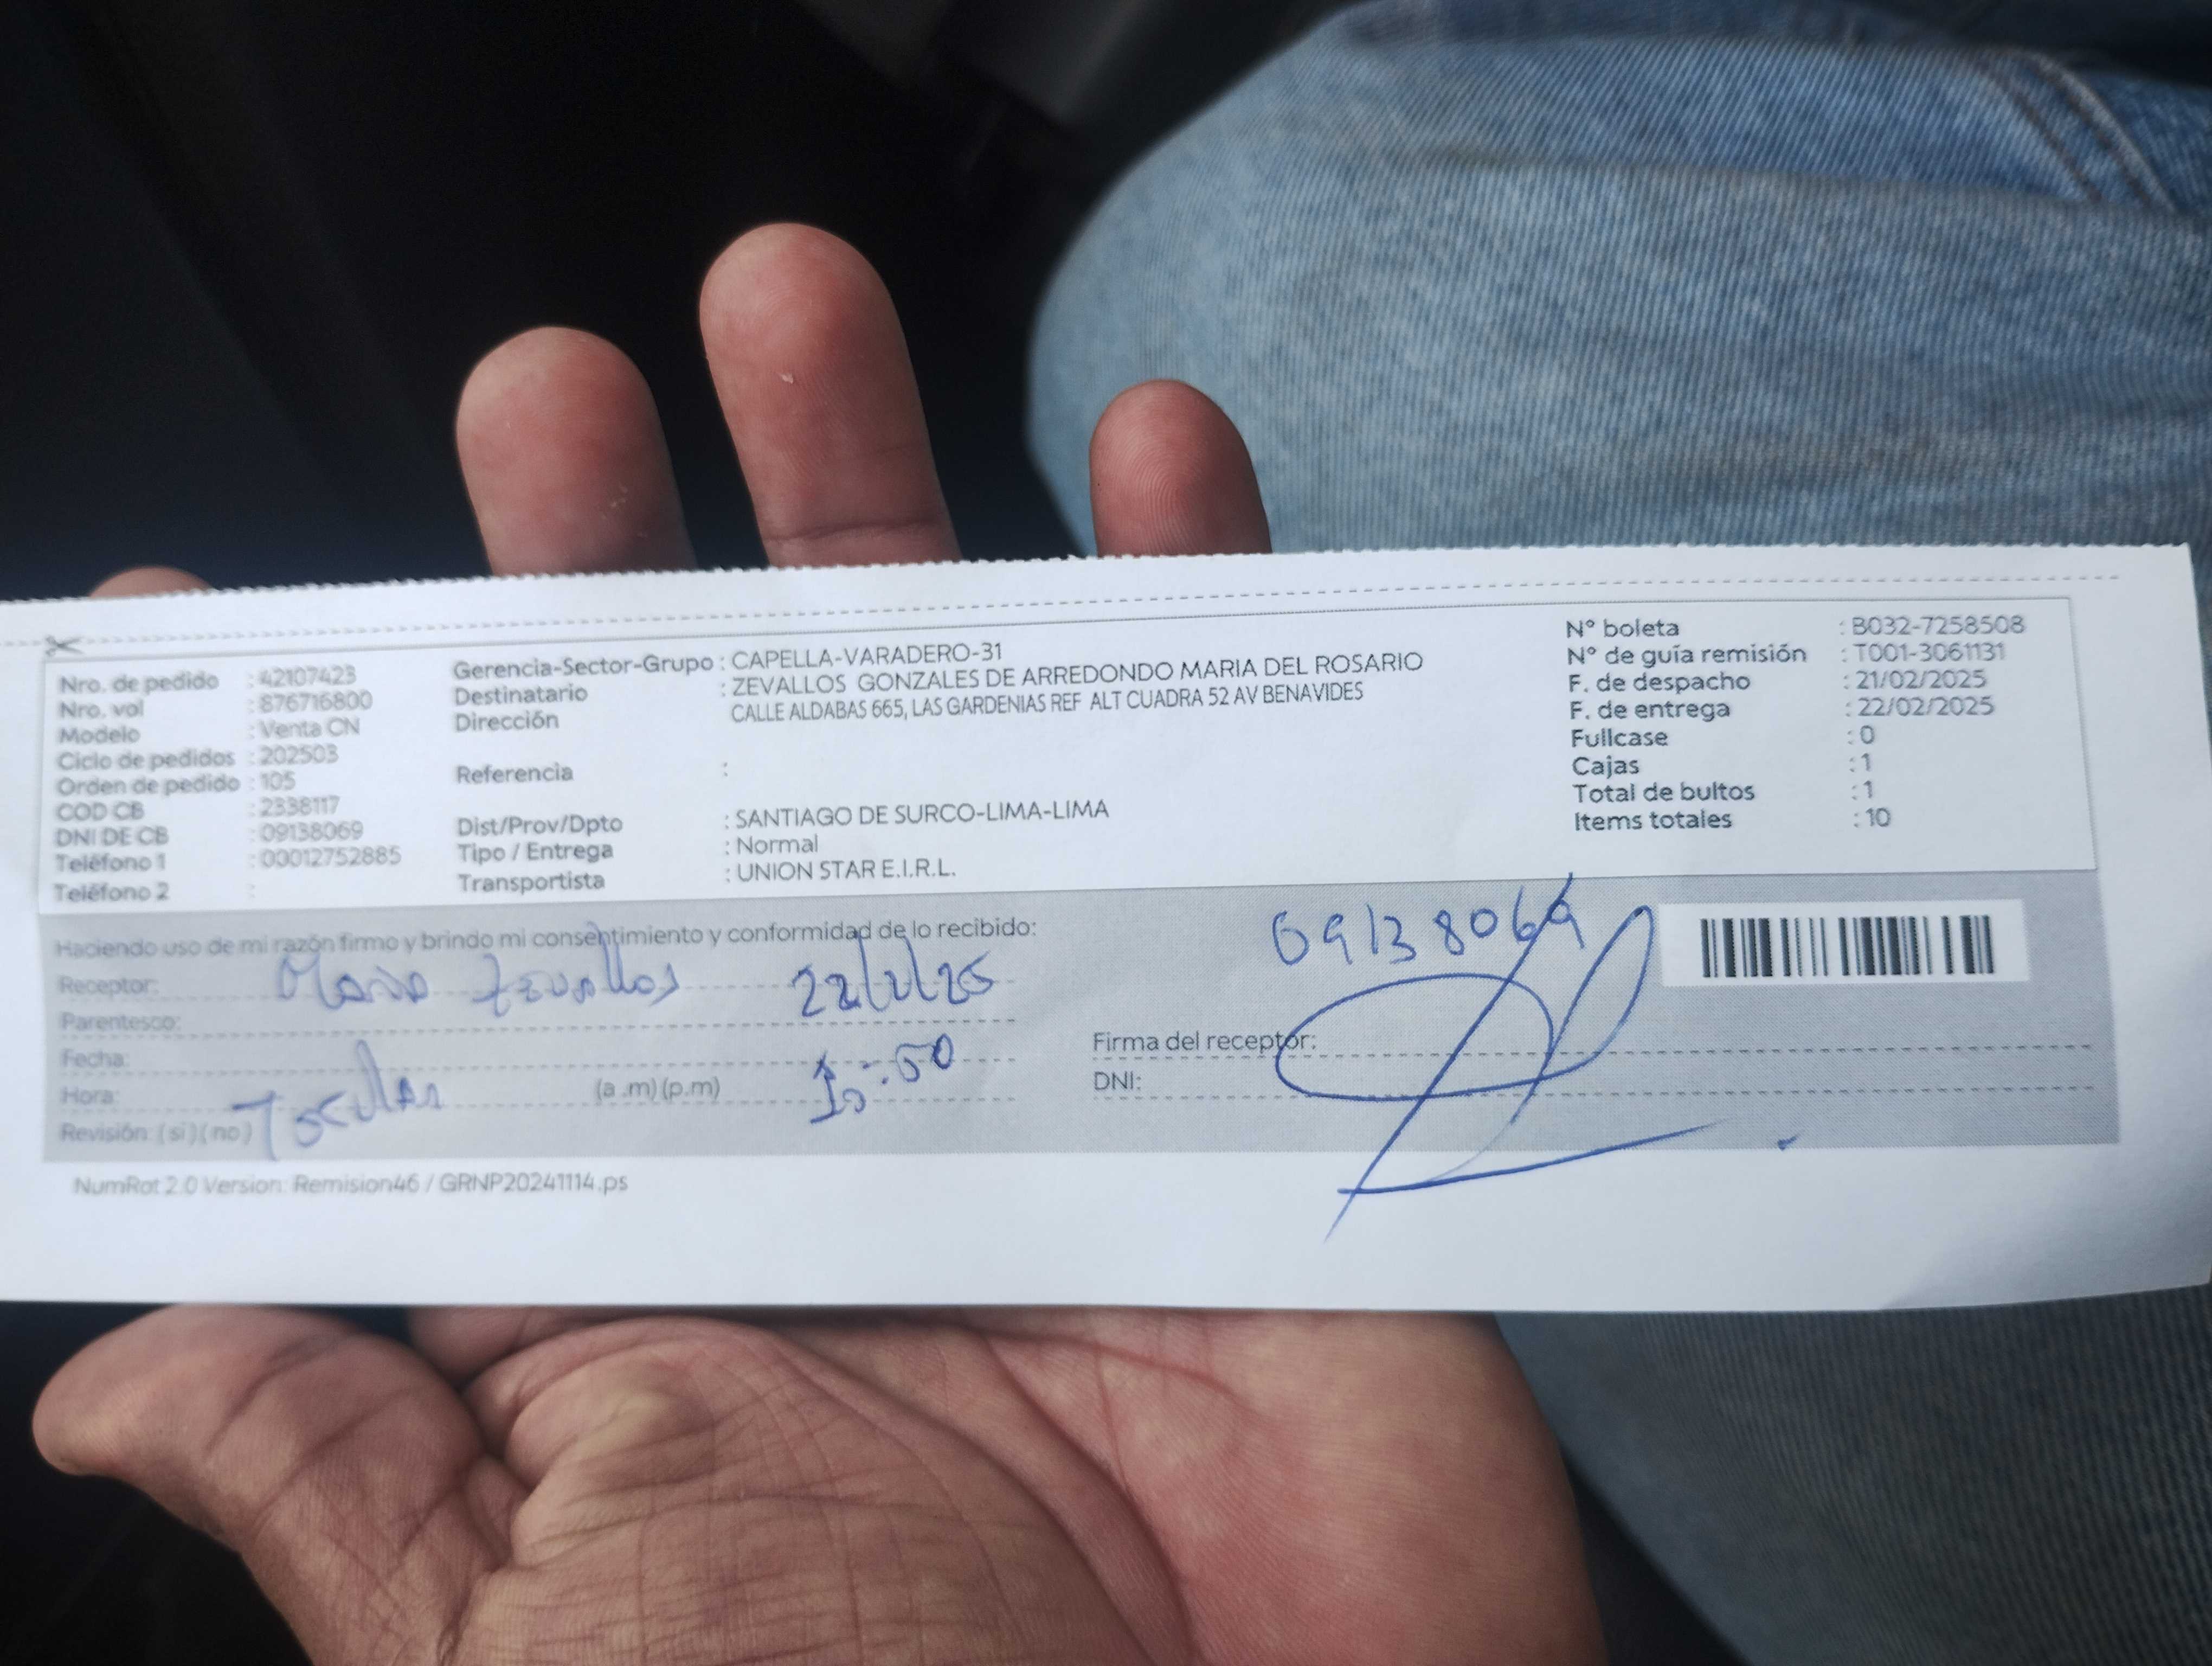 Nro. de pedido : 42107423
Nro. vol : 876716800
Modelo : Venta CN
Ciclo de pedidos : 202503
Orden de pedido : 105
COD CB : 2338117
DNI DE CB : 09138069
Teléfono 1 : 00012752885
Teléfono 2 :
Gerencia-Sector-Grupo : CAPELLA-VARADERO-31
Destinatario : ZEVALLOS GONZALES DE ARREDONDO MARIA DEL ROSARIO
Dirección CALLE ALDABAS 665, LAS GARDENIAS REF ALT CUADRA 52 AV BENAVIDES
Referencia :
Dist/Prov/Dpto : SANTIAGO DE SURCO-LIMA-LIMA
Tipo / Entrega : Normal
Transportista : UNION STAR E.I.R.L.
N° boleta : B032-7258508
N° de guía remisión : T001-3061131
F. de despacho : 21/02/2025
F. de entrega : 22/02/2025
Fullcase : 0
Cajas : 1
Total de bultos : 1
Items totales : 10
Haciendo uso de mi razón firmo y brindo mi consentimiento y conformidad de lo recibido:
Receptor: Maria Zevallos 22/2/25
Parentesco:
Fecha:
Hora: (a .m) (p.m) 10:50
Revisión: ( si ) ( no )
09138069
Firma del receptor:
DNI:
NumRot 2.0 Version: Remision46 / GRNP20241114.ps